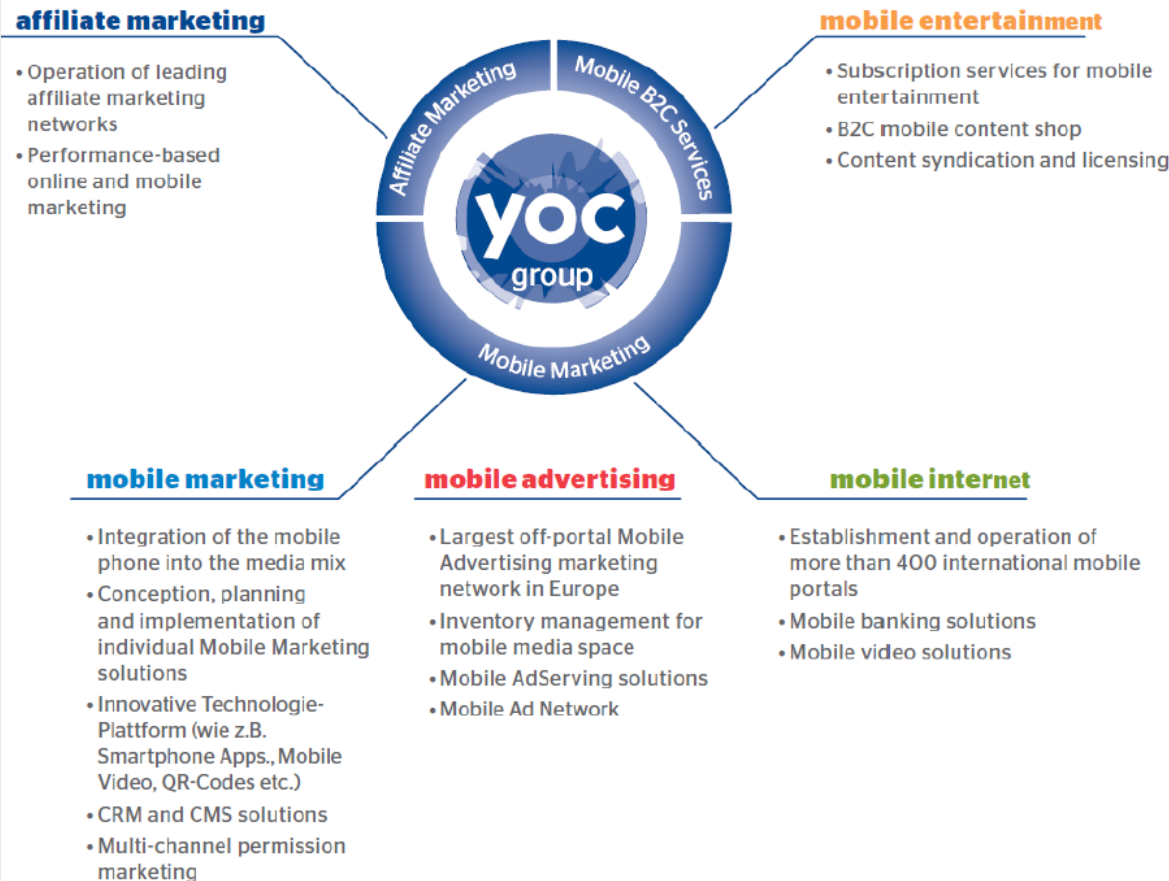 affiliate marketing
• Operation of leading
affiliate marketing
networks
• Performance-based
online and mobile
marketing
mobile entertainment
• Subscription services for mobile
entertainment
• B2C mobile content shop
• Content syndication and licensing
Affiliate Marketing
Mobile B2C Services
yoc
group
Mobile Marketing
mobile marketing
• Integration of the mobile
phone into the media mix
• Conception, planning
and implementation of
individual Mobile Marketing
solutions
• Innovative Technologie-
Plattform (wie z.B.
Smartphone Apps., Mobile
Video, QR-Codes etc.)
• CRM and CMS solutions
• Multi-channel permission
marketing
mobile advertising
• Largest off-portal Mobile
Advertising marketing
network in Europe
• Inventory management for
mobile media space
• Mobile AdServing solutions
• Mobile Ad Network
mobile internet
• Establishment and operation of
more than 400 international mobile
portals
• Mobile banking solutions
• Mobile video solutions